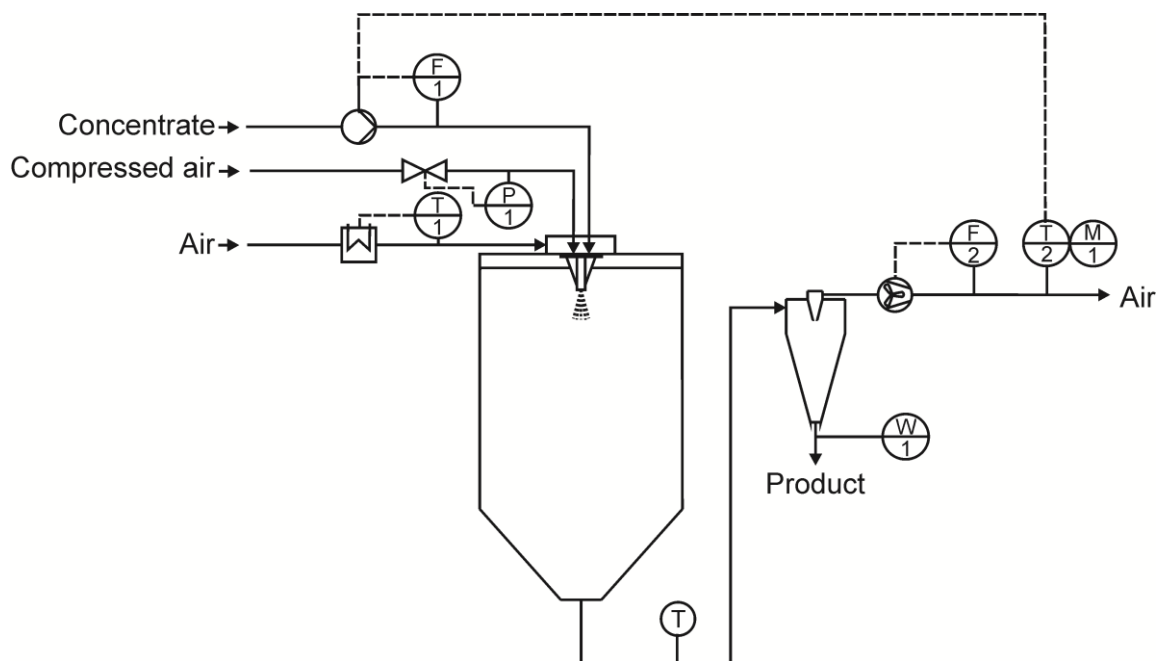 F
1
Concentrate
Compressed air
P
1
T
1
Air
F
2
T
2
M
1
Air
W
1
Product
T